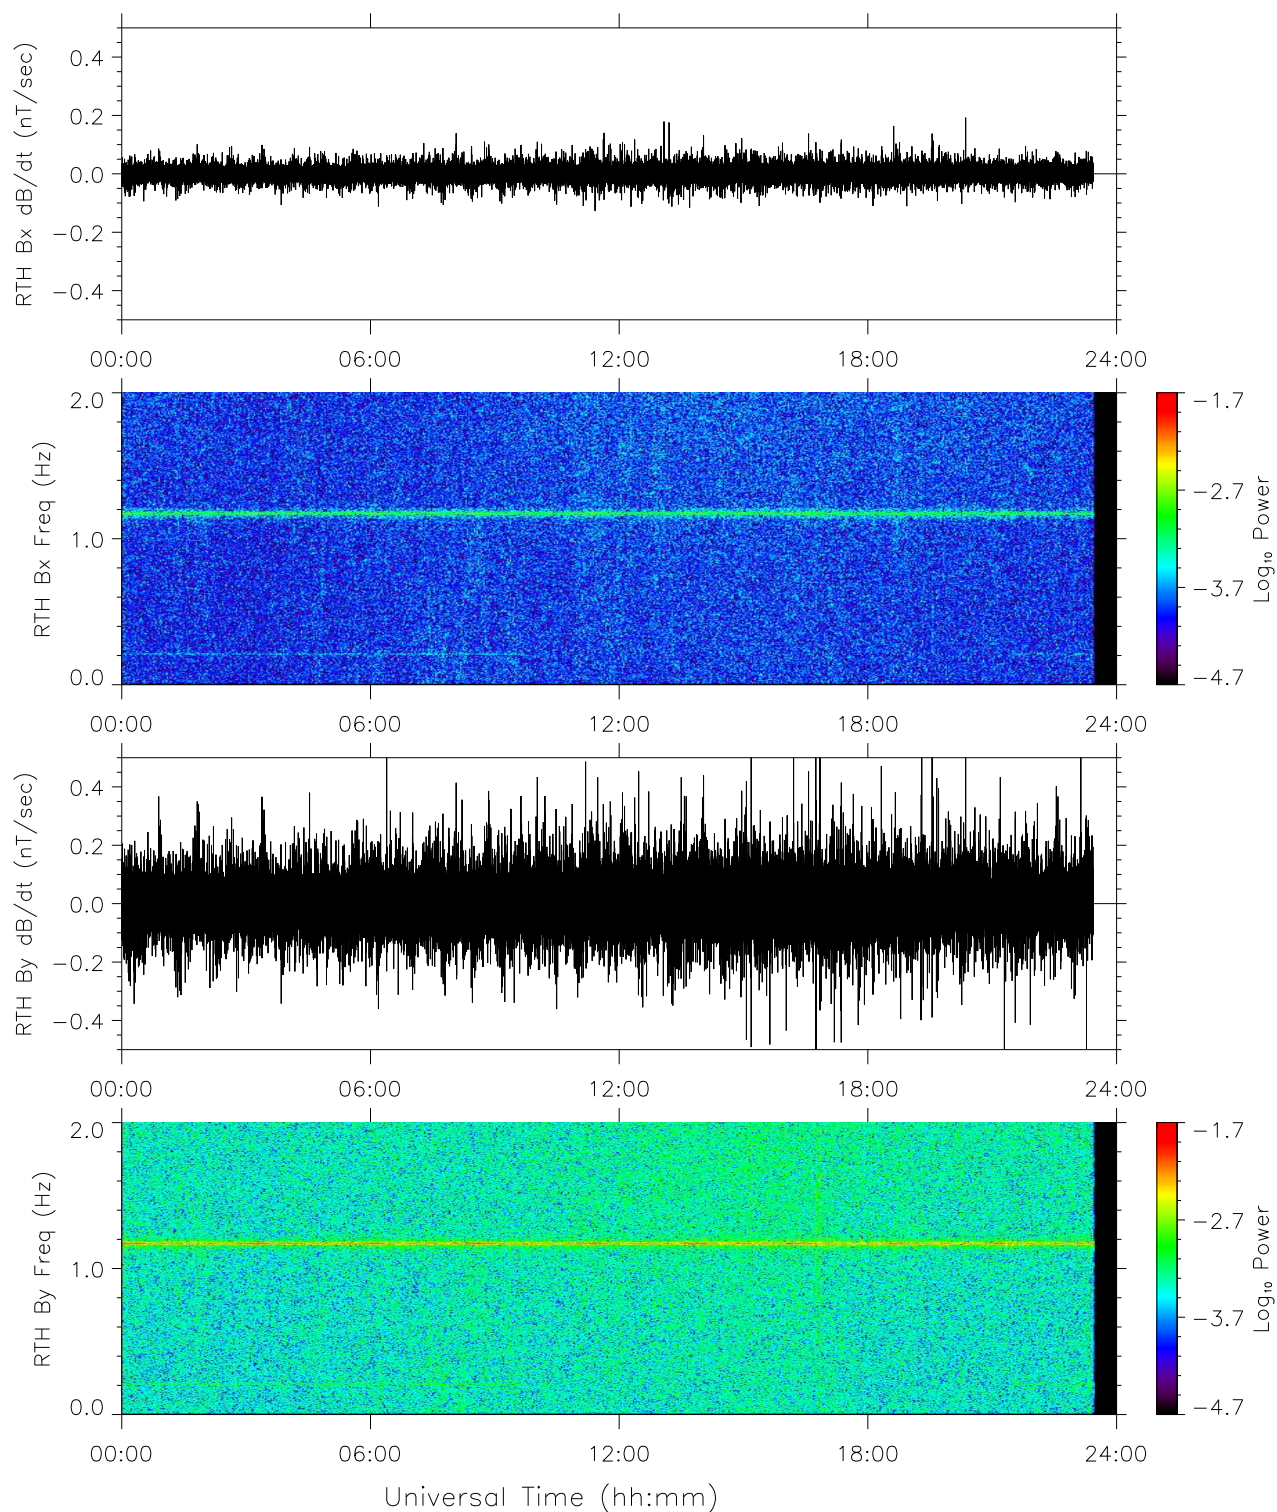 RTH Bx dB/dt (nT/sec)
0.4
0.2
0.0
−0.2
−0.4
00:00 06:00 12:00 18:00 24:00
RTH Bx Freq (Hz)
2.0
1.0
0.0
−1.7
−2.7
−3.7
−4.7
Log₁₀ Power
00:00 06:00 12:00 18:00 24:00
RTH By dB/dt (nT/sec)
0.4
0.2
0.0
−0.2
−0.4
00:00 06:00 12:00 18:00 24:00
RTH By Freq (Hz)
2.0
1.0
0.0
−1.7
−2.7
−3.7
−4.7
Log₁₀ Power
00:00 06:00 12:00 18:00 24:00
Universal Time (hh:mm)